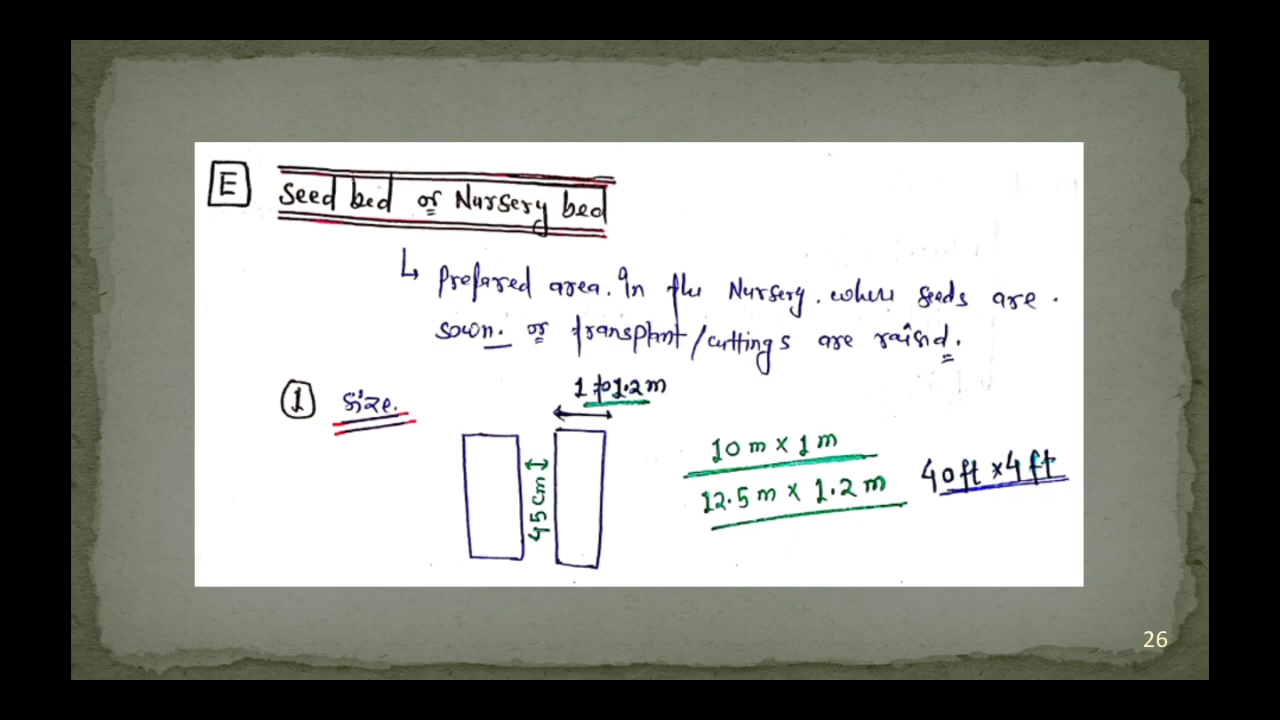 E Seed bed or Nursery bed
↳ Prepared area. In the Nursery. where seeds are.
sown. or transplant/cuttings are raised.
1 Size.
1 to 1.2 m
45 cm
10 m x 1 m
12.5 m x 1.2 m
40 ft x 4 ft
26